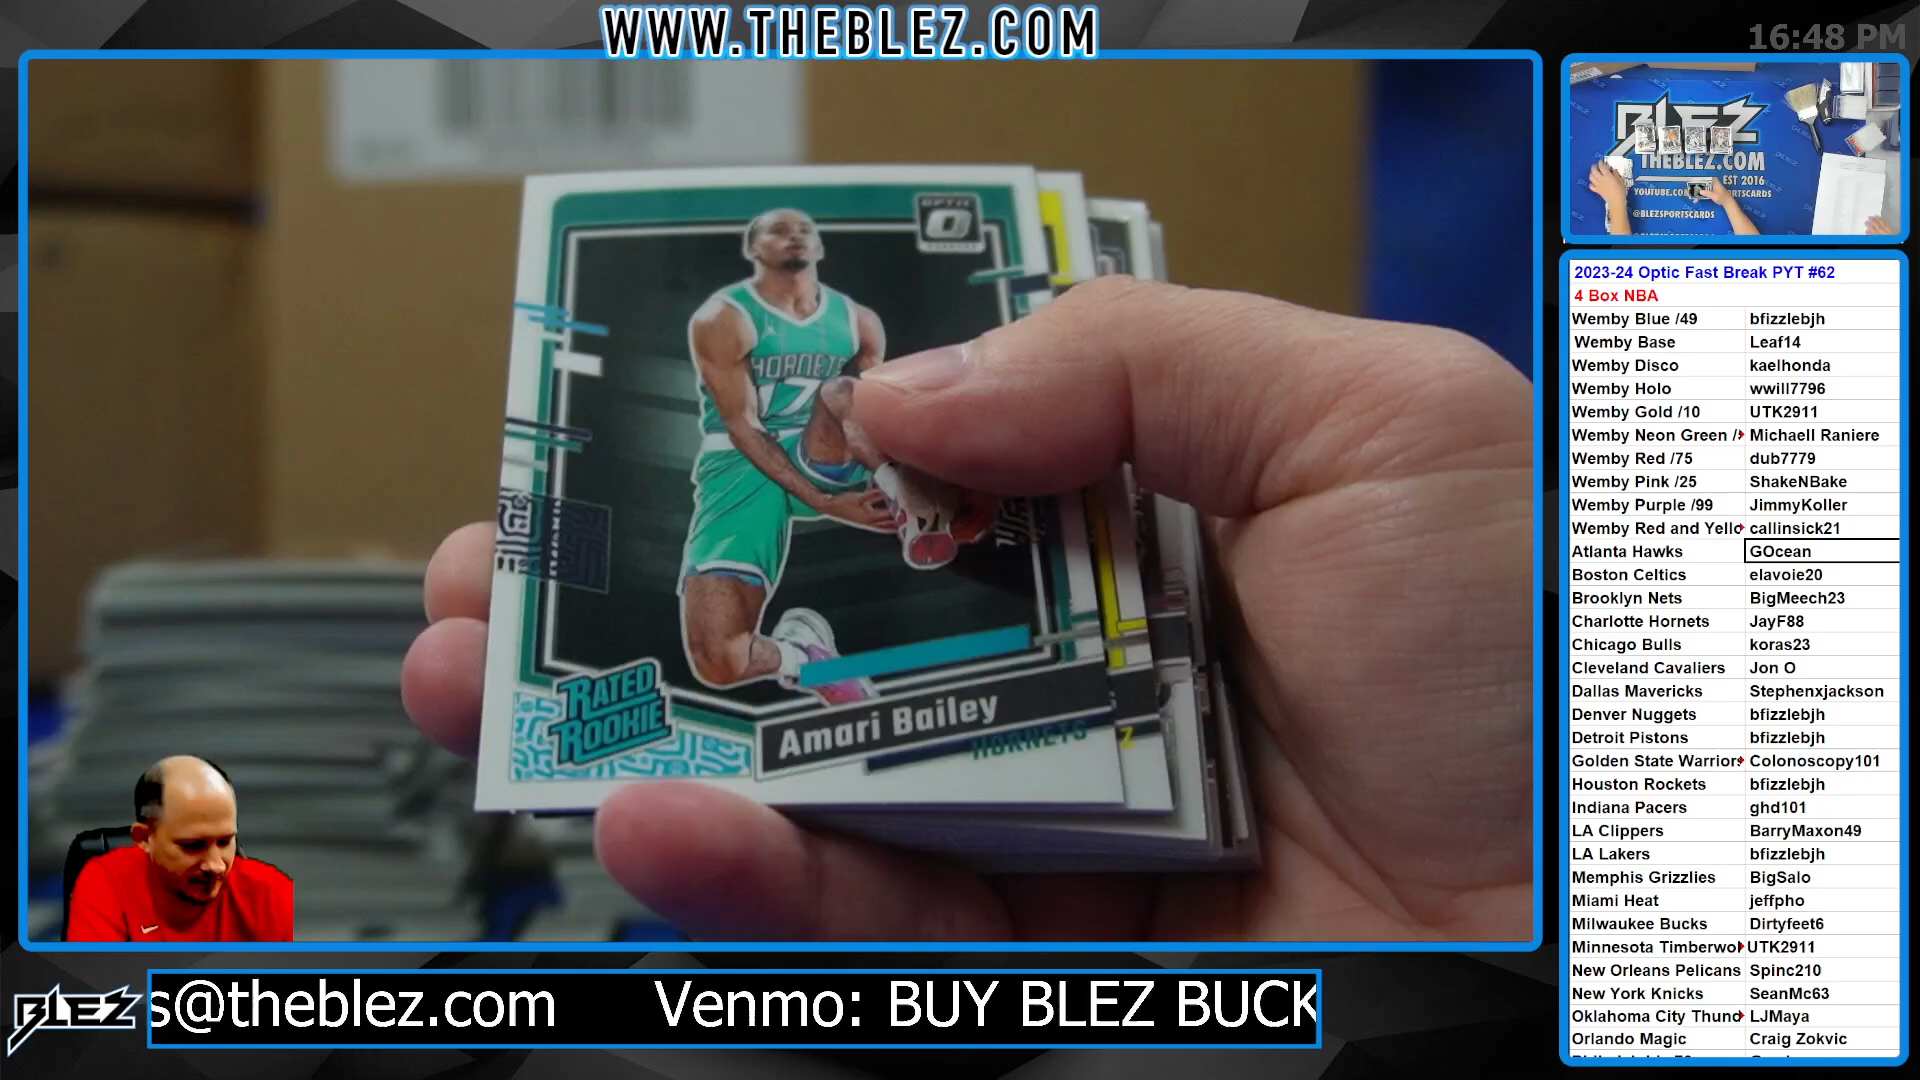 WWW.THEBLEZ.COM
16:48 PM
BLEZ
THEBLEZ.COM
EST 2016
@BLEZSPORTSCARDS
OPTIC
HORNETS
17
RATED
ROOKIE
Amari Bailey
HORNETS
2023-24 Optic Fast Break PYT #62
4 Box NBA
Wemby Blue /49 bfizzlebjh
Wemby Base Leaf14
Wemby Disco kaelhonda
Wemby Holo wwill7796
Wemby Gold /10 UTK2911
Wemby Neon Green / Michaell Raniere
Wemby Red /75 dub7779
Wemby Pink /25 ShakeNBake
Wemby Purple /99 JimmyKoller
Wemby Red and Yello callinsick21
Atlanta Hawks GOcean
Boston Celtics elavoie20
Brooklyn Nets BigMeech23
Charlotte Hornets JayF88
Chicago Bulls koras23
Cleveland Cavaliers Jon O
Dallas Mavericks Stephenxjackson
Denver Nuggets bfizzlebjh
Detroit Pistons bfizzlebjh
Golden State Warrior Colonoscopy101
Houston Rockets bfizzlebjh
Indiana Pacers ghd101
LA Clippers BarryMaxon49
LA Lakers bfizzlebjh
Memphis Grizzlies BigSalo
Miami Heat jeffpho
Milwaukee Bucks Dirtyfeet6
Minnesota Timberwol UTK2911
New Orleans Pelicans Spinc210
New York Knicks SeanMc63
Oklahoma City Thund LJMaya
Orlando Magic Craig Zokvic
BLEZ
s@theblez.com Venmo: BUY BLEZ BUCK